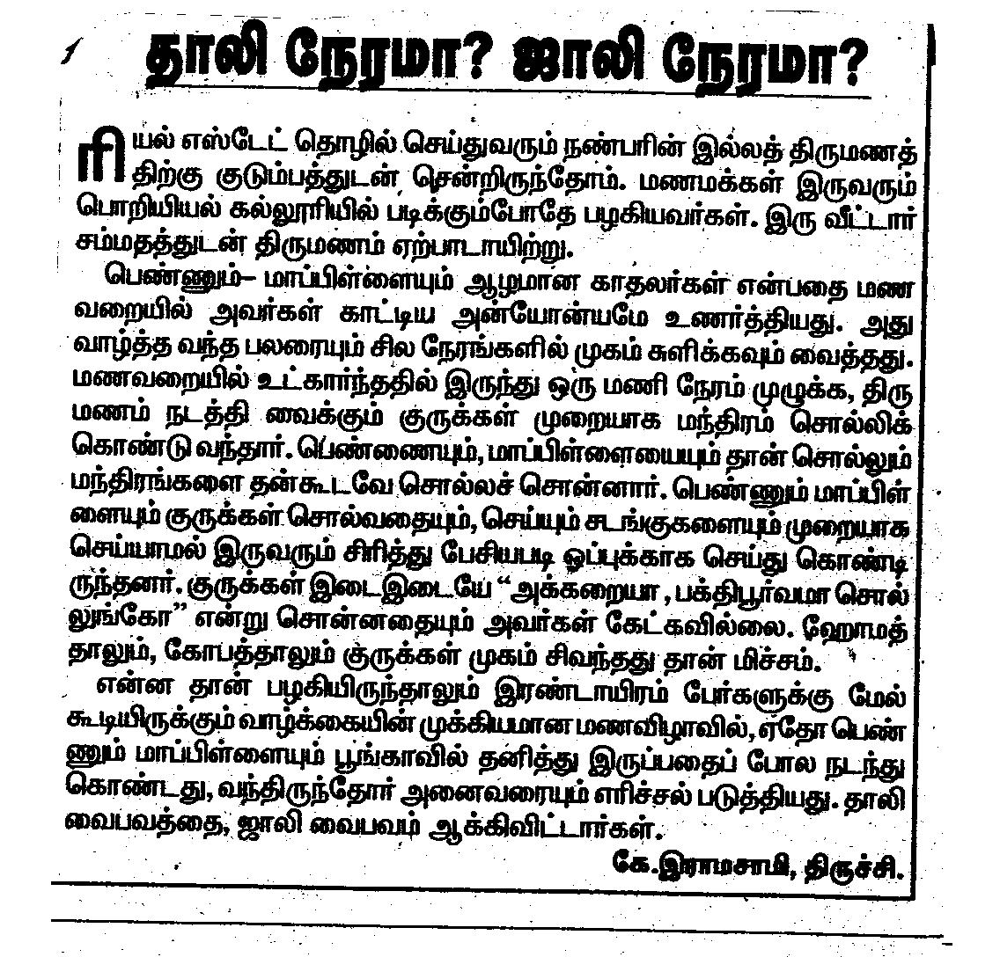 1
தாலி நேரமா? ஜாலி நேரமா?
ரியல் எஸ்டேட் தொழில் செய்துவரும் நண்பரின் இல்லத் திருமணத்
திற்கு குடும்பத்துடன் சென்றிருந்தோம். மணமக்கள் இருவரும்
பொறியியல் கல்லூரியில் படிக்கும்போதே பழகியவர்கள். இரு வீட்டார்
சம்மதத்துடன் திருமணம் ஏற்பாடாயிற்று.
பெண்ணும்– மாப்பிள்ளையும் ஆழமான காதலர்கள் என்பதை மண
வறையில் அவர்கள் காட்டிய அன்யோன்யமே உணர்த்தியது. அது
வாழ்த்த வந்த பலரையும் சில நேரங்களில் முகம் சுளிக்கவும் வைத்தது.
மணவறையில் உட்கார்ந்ததில் இருந்து ஒரு மணி நேரம் முழுக்க, திரு
மணம் நடத்தி வைக்கும் குருக்கள் முறையாக மந்திரம் சொல்லிக்
கொண்டு வந்தார். பெண்ணையும், மாப்பிள்ளையையும் தான் சொல்லும்
மந்திரங்களை தன்கூடவே சொல்லச் சொன்னார். பெண்ணும் மாப்பிள்
ளையும் குருக்கள் சொல்வதையும், செய்யும் சடங்குகளையும் முறையாக
செய்யாமல் இருவரும் சிரித்து பேசியபடி ஒப்புக்காக செய்து கொண்டி
ருந்தனர். குருக்கள் இடைஇடையே “அக்கறையா, பக்திபூர்வமா சொல்
லுங்கோ” என்று சொன்னதையும் அவர்கள் கேட்கவில்லை. ஹோமத்
தாலும், கோபத்தாலும் குருக்கள் முகம் சிவந்தது தான் மிச்சம்.
என்ன தான் பழகியிருந்தாலும் இரண்டாயிரம் பேர்களுக்கு மேல்
கூடியிருக்கும் வாழ்க்கையின் முக்கியமான மணவிழாவில், ஏதோ பெண்
ணும் மாப்பிள்ளையும் பூங்காவில் தனித்து இருப்பதைப் போல நடந்து
கொண்டது, வந்திருந்தோர் அனைவரையும் எரிச்சல் படுத்தியது. தாலி
வைபவத்தை, ஜாலி வைபவம் ஆக்கிவிட்டார்கள்.
கே.இராமசாமி, திருச்சி.